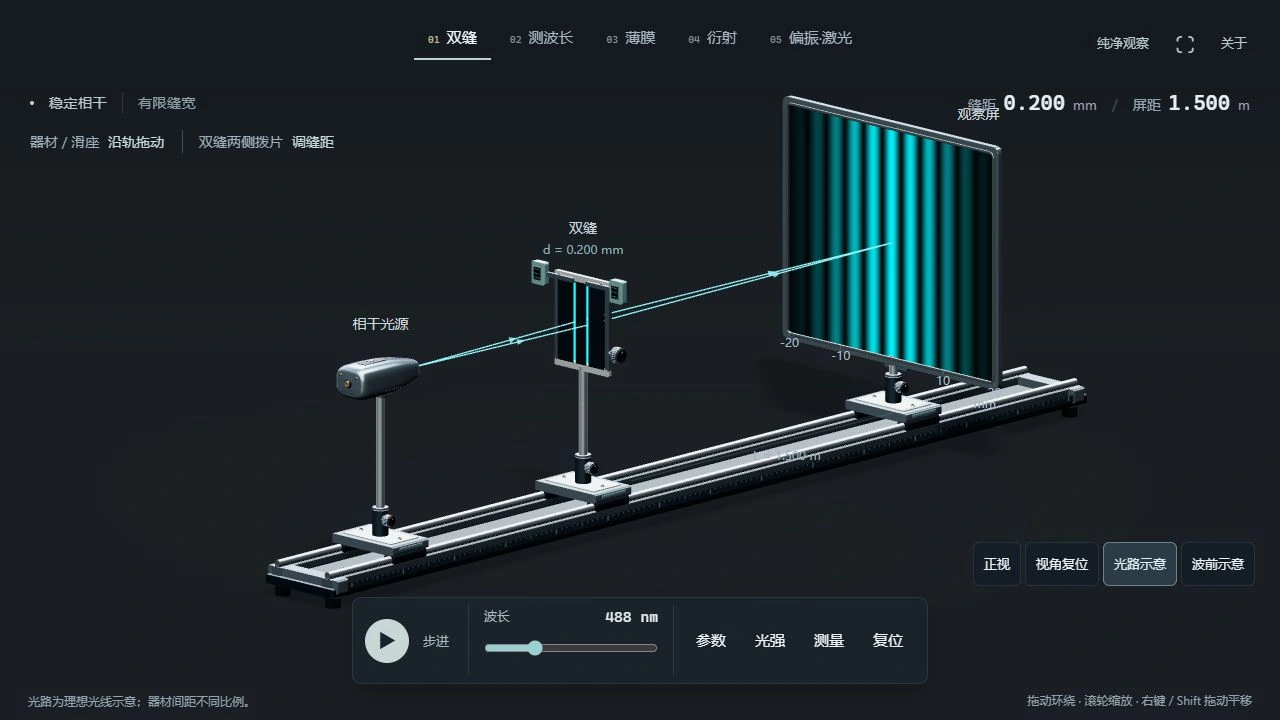 01 双缝 02 测波长 03 薄膜 04 衍射 05 偏振·激光
纯净观察 关于
稳定相干 有限缝宽
缝距 0.200 mm / 屏距 1.500 m
观察屏
器材 / 滑座 沿轨拖动 双缝两侧拨片 调缝距
双缝
d = 0.200 mm
相干光源
-20
-10
10
正视 视角复位 光路示意 波前示意
波长 488 nm
步进 参数 光强 测量 复位
光路为理想光线示意；器材间距不同比例。
拖动环绕 · 滚轮缩放 · 右键 / Shift 拖动平移